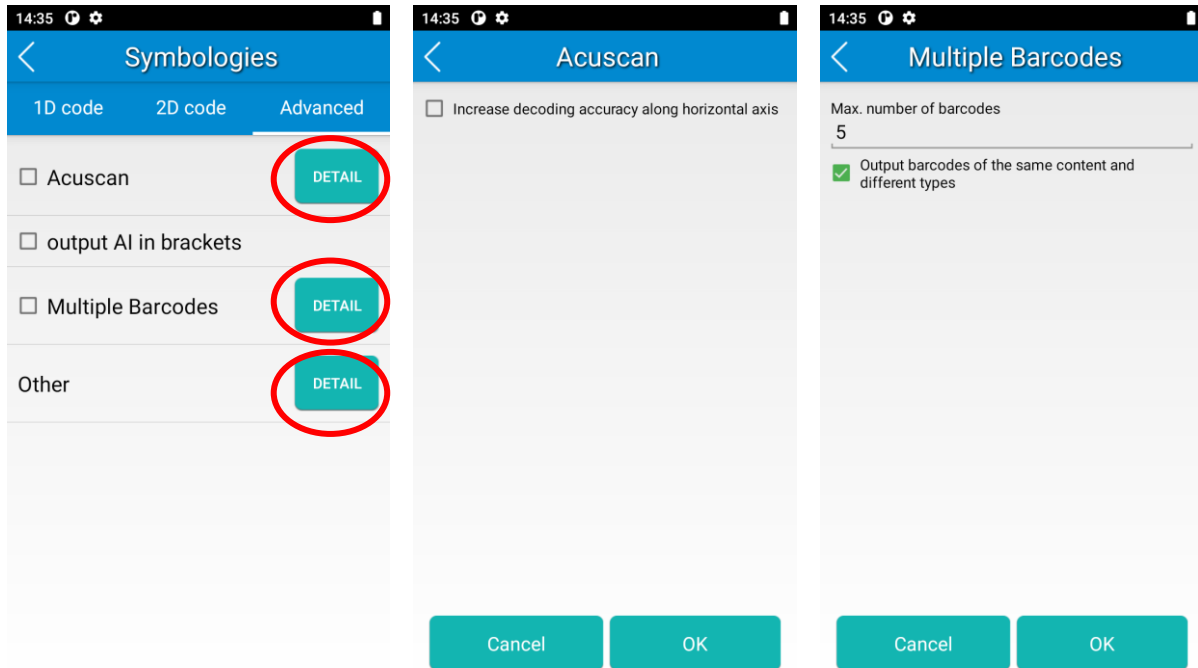 14:35
Symbologies
1D code 2D code Advanced
Acuscan DETAIL
output AI in brackets
Multiple Barcodes DETAIL
Other DETAIL
14:35
Acuscan
Increase decoding accuracy along horizontal axis
Cancel OK
14:35
Multiple Barcodes
Max. number of barcodes
5
Output barcodes of the same content and
different types
Cancel OK